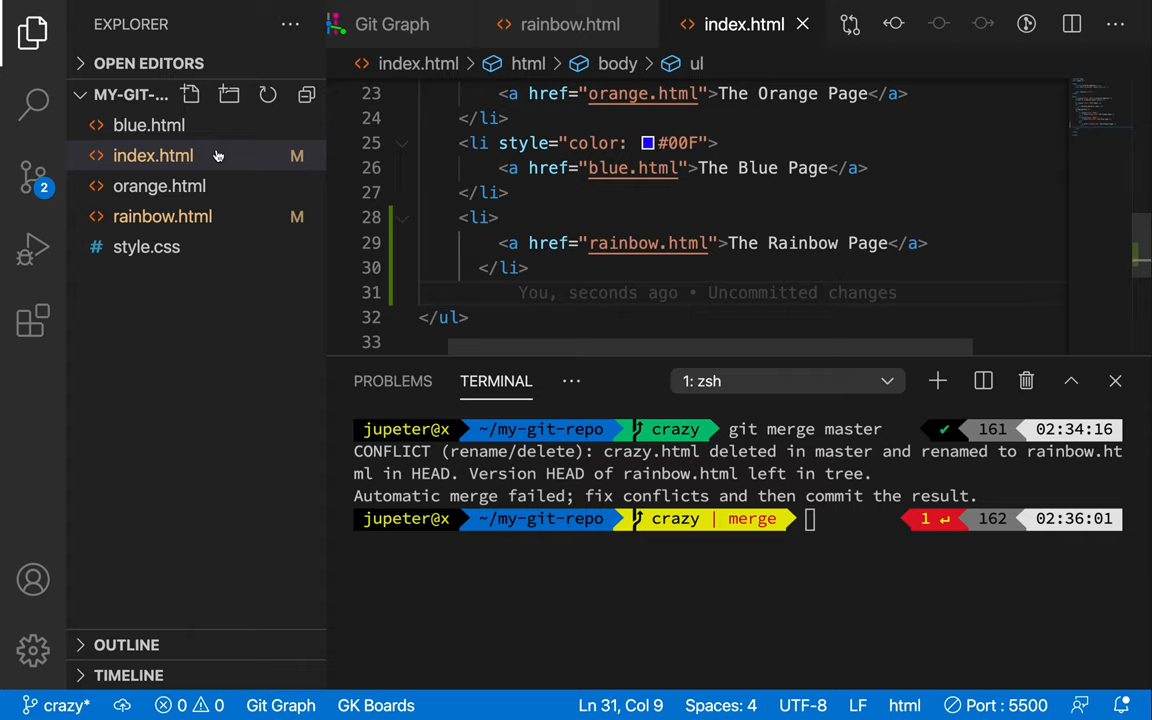 EXPLORER
OPEN EDITORS
MY-GIT-...
blue.html
index.html M
orange.html
rainbow.html M
# style.css
OUTLINE
TIMELINE
Git Graph
rainbow.html
index.html
index.html > html > body > ul
23 <a href="orange.html">The Orange Page</a>
24 </li>
25 <li style="color: #00F">
26 <a href="blue.html">The Blue Page</a>
27 </li>
28 <li>
29 <a href="rainbow.html">The Rainbow Page</a>
30 </li>
31 You, seconds ago • Uncommitted changes
32 </ul>
33
PROBLEMS TERMINAL 1: zsh
jupeter@x ~/my-git-repo crazy git merge master ✔ 161 02:34:16
CONFLICT (rename/delete): crazy.html deleted in master and renamed to rainbow.ht
ml in HEAD. Version HEAD of rainbow.html left in tree.
Automatic merge failed; fix conflicts and then commit the result.
jupeter@x ~/my-git-repo crazy | merge 1 ↵ 162 02:36:01
2
crazy* 0 0 Git Graph GK Boards Ln 31, Col 9 Spaces: 4 UTF-8 LF html Port : 5500